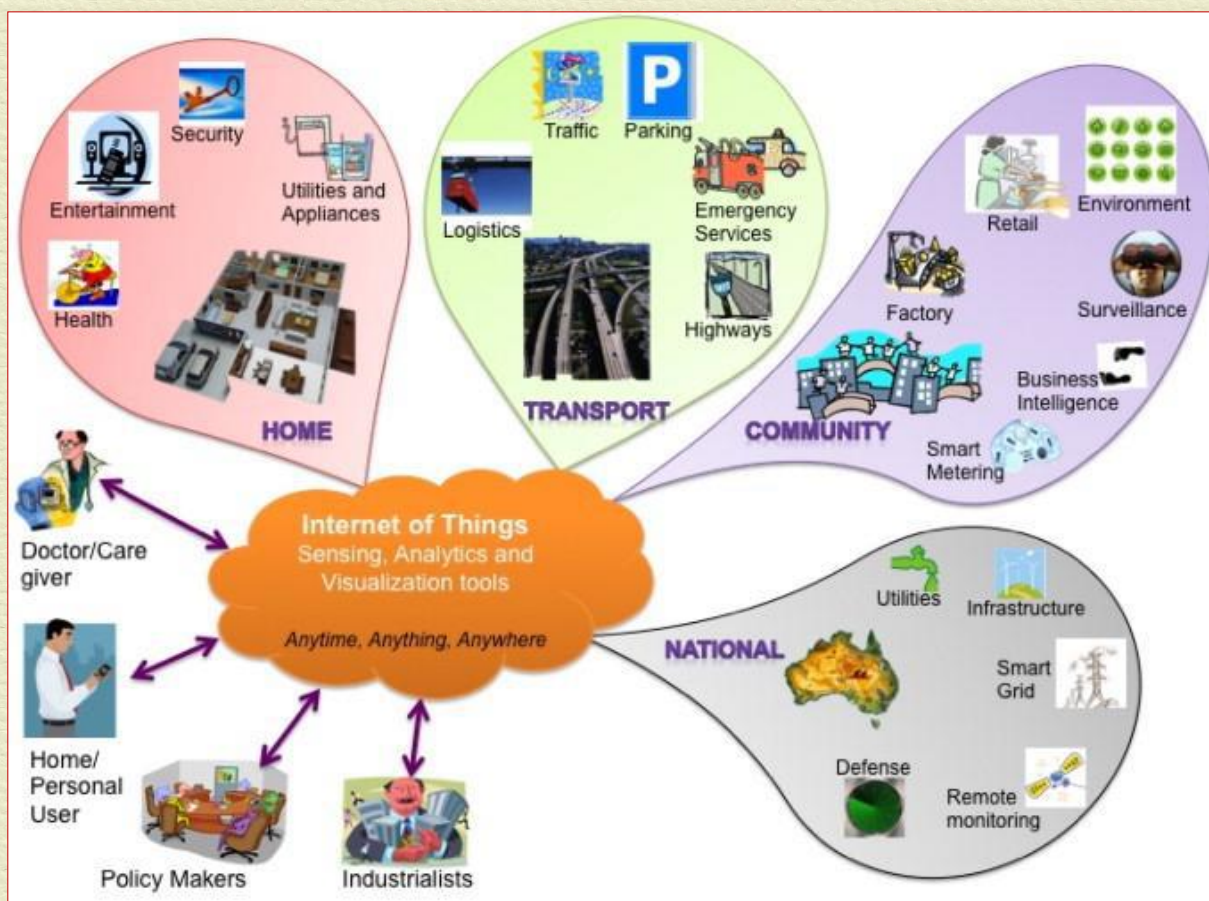 Security
Entertainment
Utilities and
Appliances
Health
HOME
Traffic
P
Parking
Logistics
Emergency
Services
Highways
TRANSPORT
Retail
Environment
Factory
Surveillance
Business
Intelligence
COMMUNITY
Smart
Metering
Internet of Things
Sensing, Analytics and
Visualization tools
Anytime, Anything, Anywhere
Doctor/Care
giver
Home/
Personal
User
Policy Makers
Industrialists
NATIONAL
Utilities
Infrastructure
Smart
Grid
Defense
Remote
monitoring